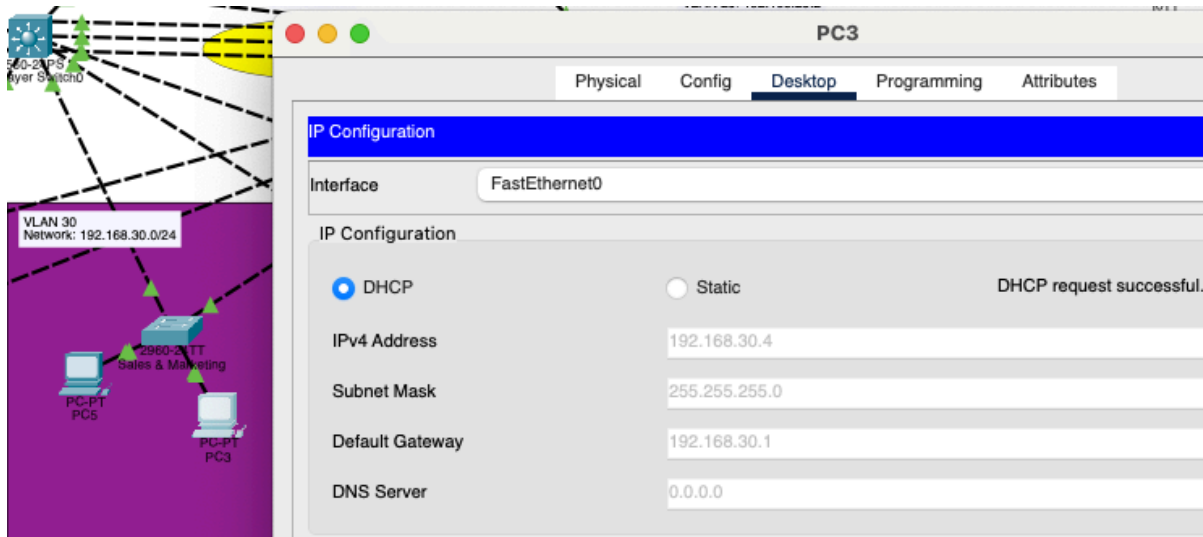 PC3
Physical Config Desktop Programming Attributes
IP Configuration
Interface FastEthernet0
IP Configuration
DHCP Static DHCP request successful.
IPv4 Address 192.168.30.4
Subnet Mask 255.255.255.0
Default Gateway 192.168.30.1
DNS Server 0.0.0.0
VLAN 30
Network: 192.168.30.0/24
2960-24TT
Sales & Marketing
PC-PT
PC5
PC-PT
PC3